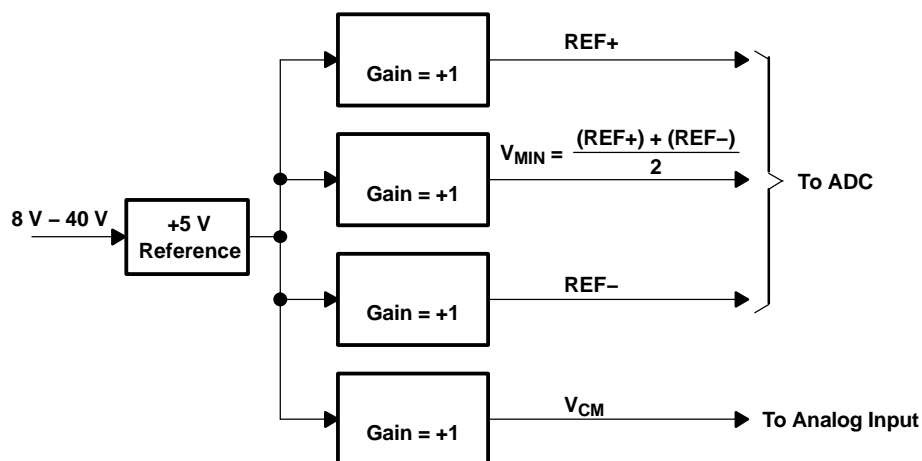 REF+
Gain = +1
V_MIN = (REF+) + (REF−)
2
Gain = +1
To ADC
8 V – 40 V
+5 V
Reference
REF−
Gain = +1
V_CM
To Analog Input
Gain = +1